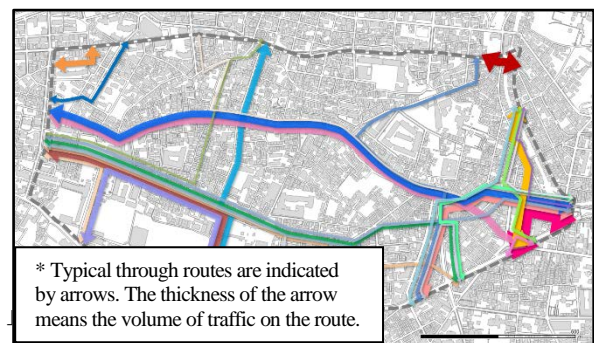 * Typical through routes are indicated
by arrows. The thickness of the arrow
means the volume of traffic on the route.